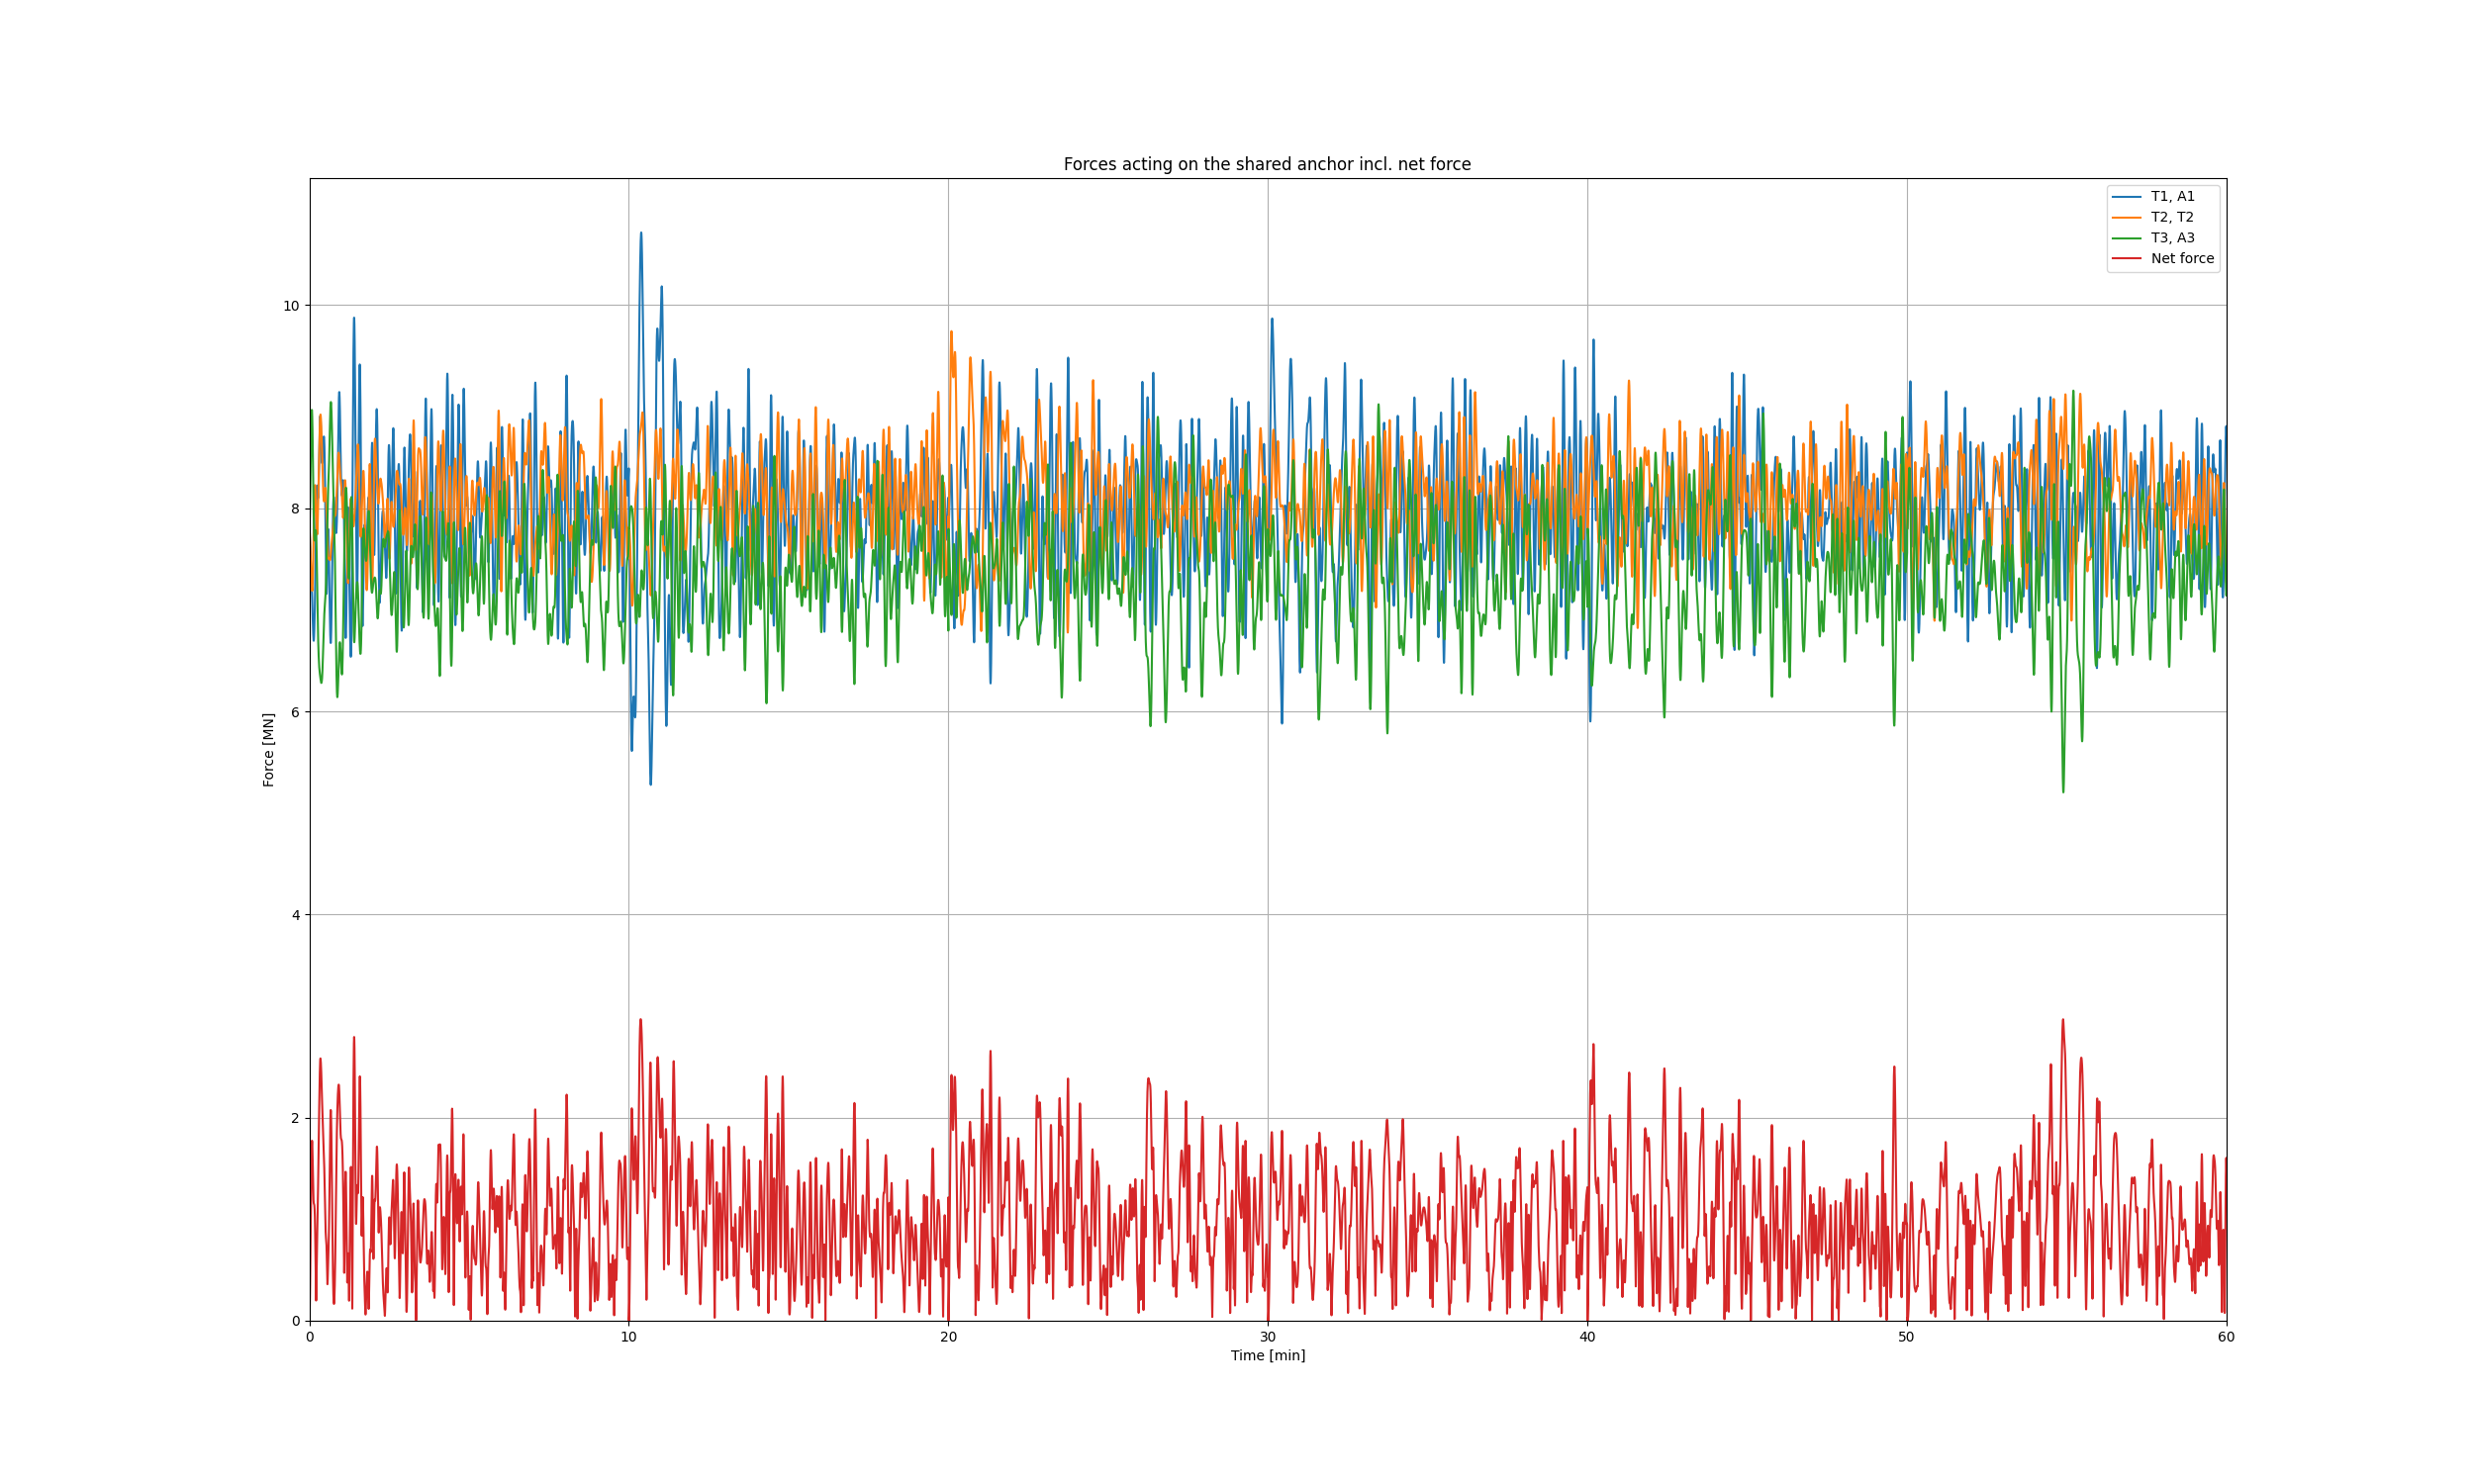 Forces acting on the shared anchor incl. net force
T1, A1
T2, T2
T3, A3
Net force
10
8
6
4
2
0
Force [MN]
0 10 20 30 40 50 60
Time [min]